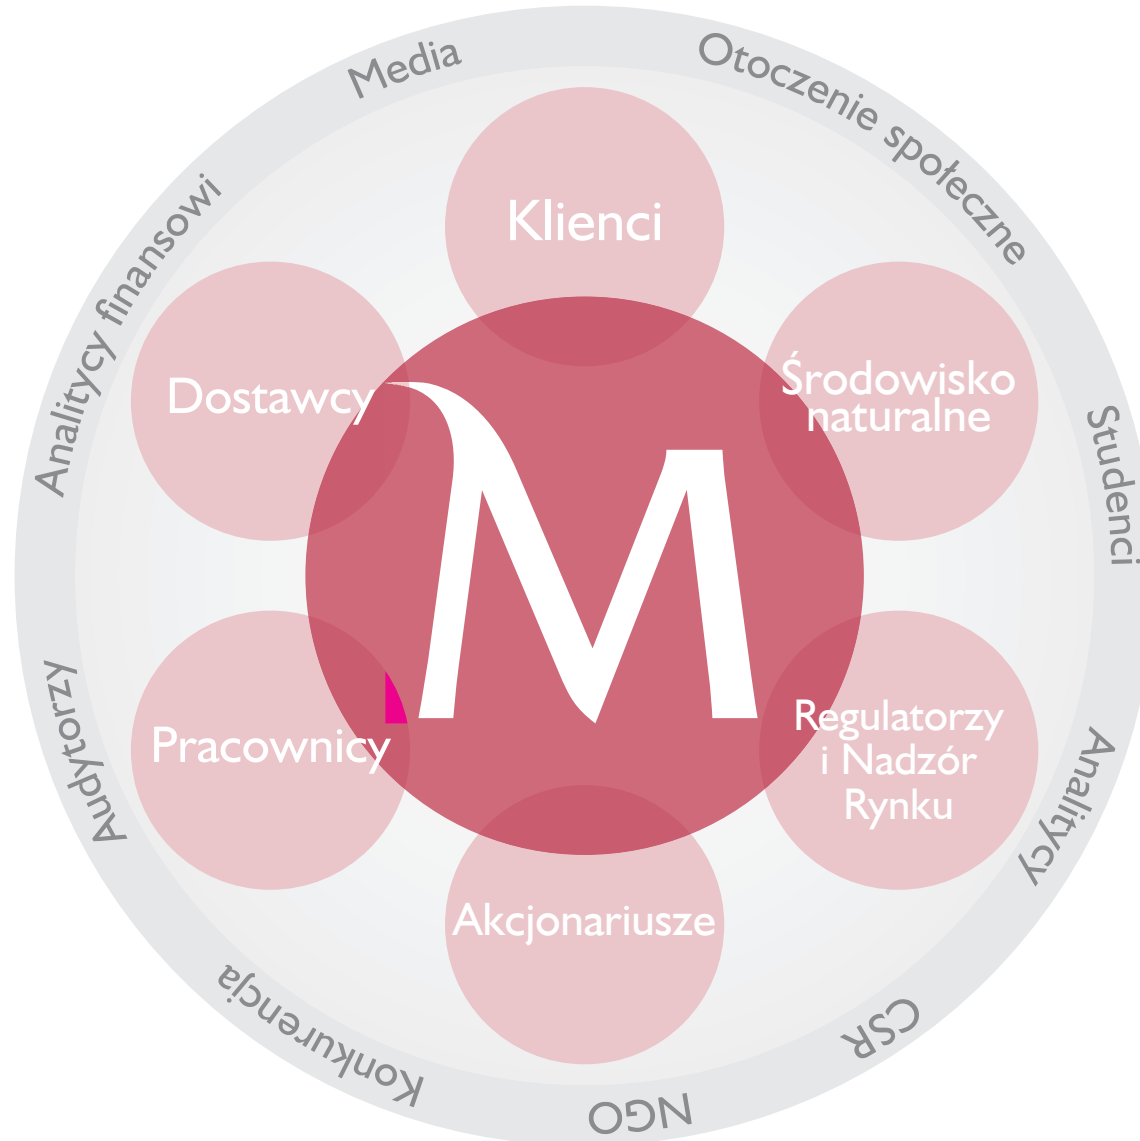 Media
Otoczenie społeczne
Studenci
Analitycy
CSR
NGO
Konkurencja
Audytorzy
Analitycy finansowi
Klienci
Środowisko
naturalne
Regulatorzy
i Nadzór
Rynku
Akcjonariusze
Pracownicy
Dostawcy
M